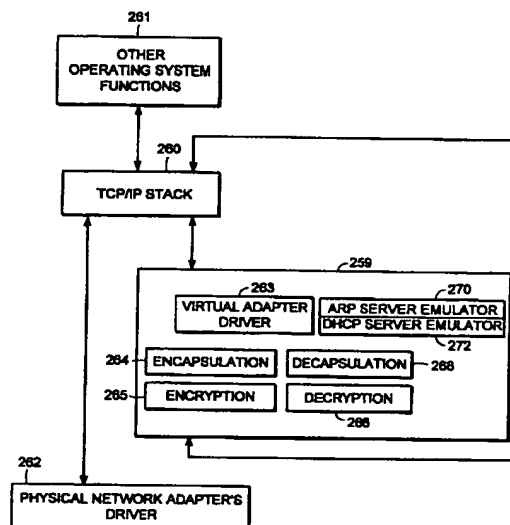 261
OTHER
OPERATING SYSTEM
FUNCTIONS
260
TCP/IP STACK
259
263
VIRTUAL ADAPTER
DRIVER
270
ARP SERVER EMULATOR
DHCP SERVER EMULATOR
272
264
ENCAPSULATION
DECAPSULATION
268
265
ENCRYPTION
DECRYPTION
266
262
PHYSICAL NETWORK ADAPTER'S
DRIVER